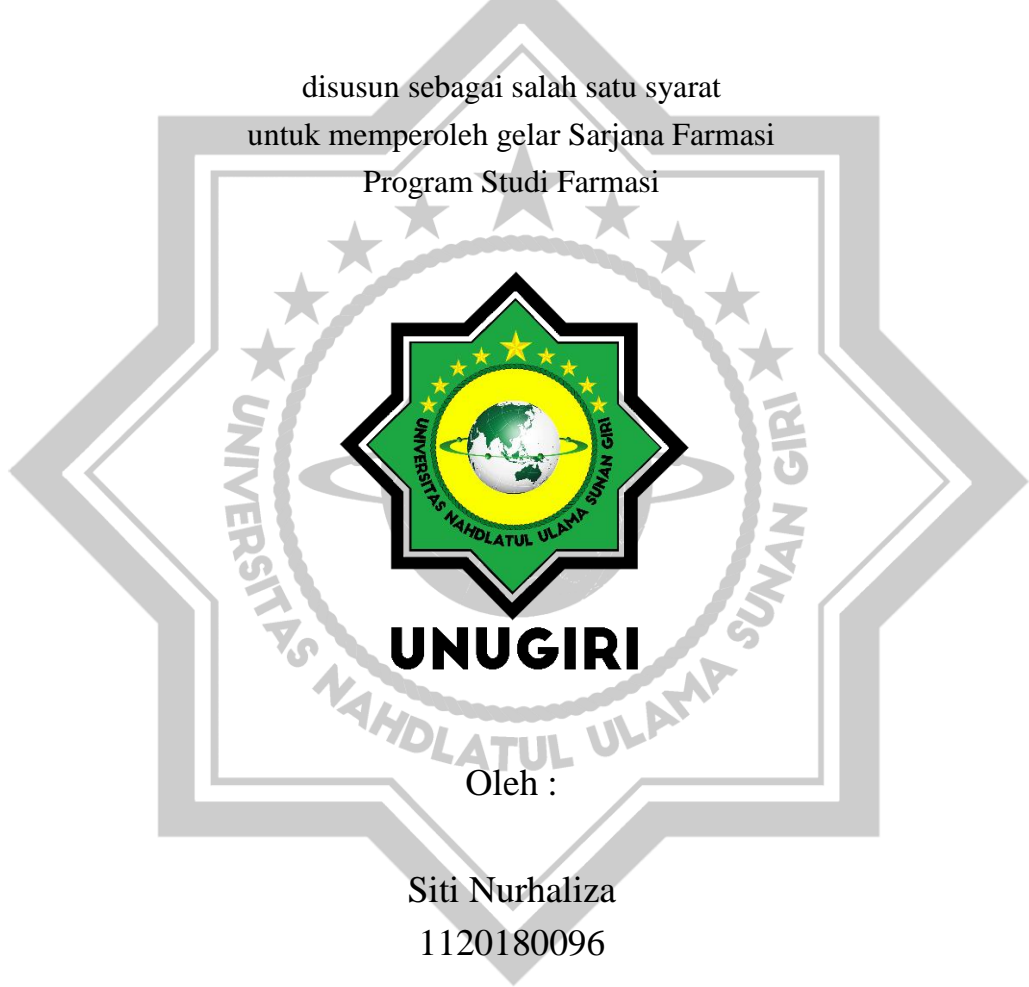 disusun sebagai salah satu syarat
untuk memperoleh gelar Sarjana Farmasi
Program Studi Farmasi
UNIVERSITAS NAHDLATUL ULAMA SUNAN GIRI
UNIVERSITAS NAHDLATUL ULAMA SUNAN GIRI
UNUGIRI
Oleh :
Siti Nurhaliza
1120180096